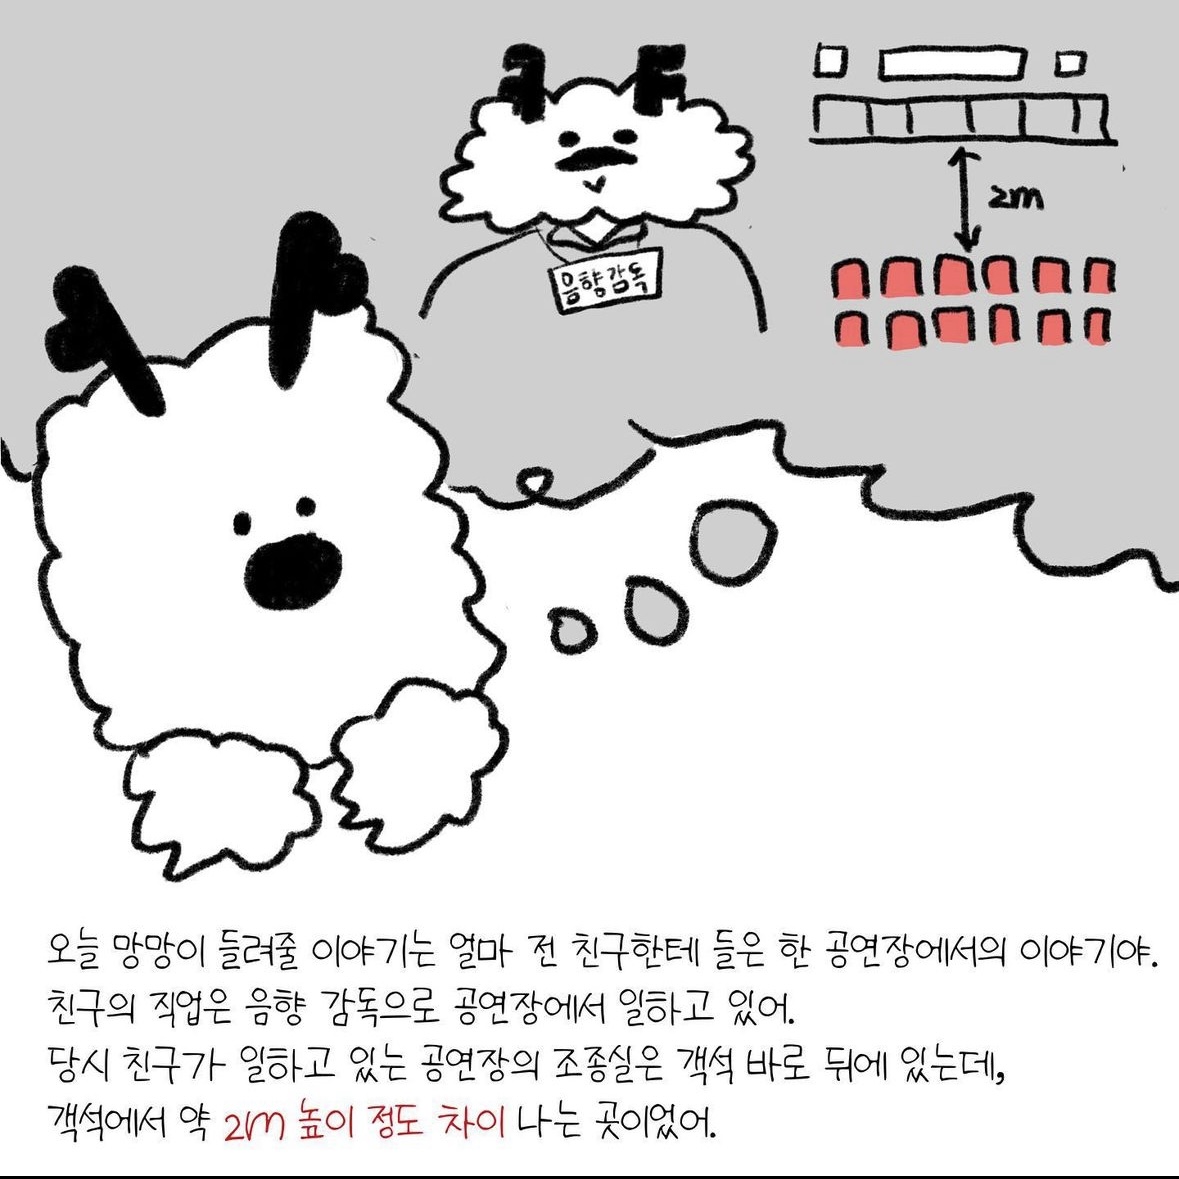 음향감독
2m
오늘 망망이 들려줄 이야기는 얼마 전 친구한테 들은 한 공연장에서의 이야기야.
친구의 직업은 음향 감독으로 공연장에서 일하고 있어.
당시 친구가 일하고 있는 공연장의 조종실은 객석 바로 뒤에 있는데,
객석에서 약 2m 높이 정도 차이 나는 곳이었어.